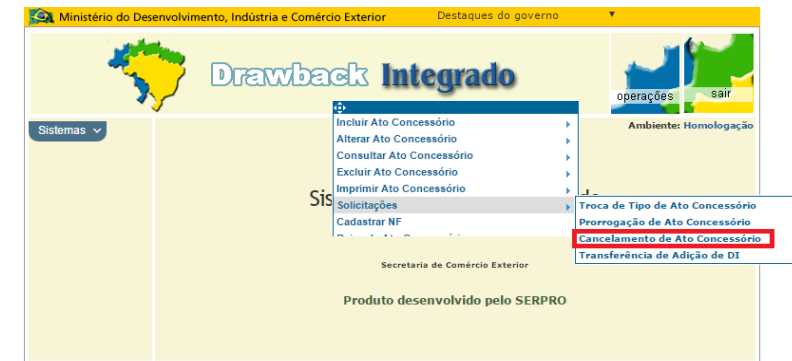 Ministério do Desenvolvimento, Indústria e Comércio Exterior
Destaques do governo
Drawback Integrado
operações
sair
Sistemas
Ambiente: Homologação
Incluir Ato Concessório
Alterar Ato Concessório
Consultar Ato Concessório
Excluir Ato Concessório
Imprimir Ato Concessório
Sis
Solicitações
Troca de Tipo de Ato Concessório
Cadastrar NF
Prorrogação de Ato Concessório
Cancelamento de Ato Concessório
Transferência de Adição de DI
Secretaria de Comércio Exterior
Produto desenvolvido pelo SERPRO